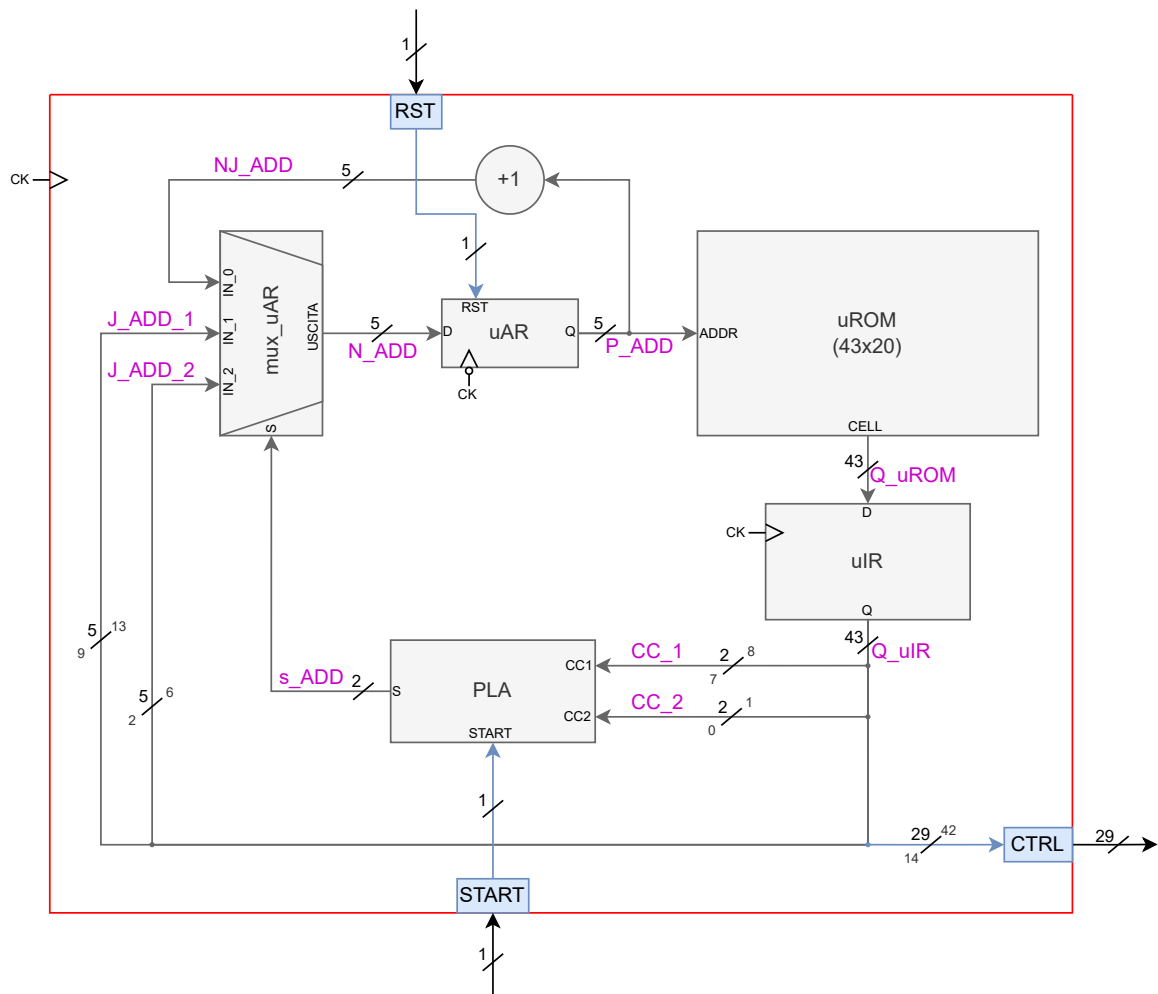 1
RST
CK
NJ_ADD
5
+1
1
IN_0
IN_1
IN_2
mux_uAR
USCITA
S
J_ADD_1
J_ADD_2
5
N_ADD
RST
D
uAR
Q
CK
5
P_ADD
ADDR
uROM
(43x20)
CELL
43
Q_uROM
CK
D
uIR
Q
43
Q_uIR
5
13
9
5
6
2
s_ADD
2
S
PLA
CC1
CC2
START
CC_1
2
8
7
CC_2
2
1
0
1
29
42
14
CTRL
29
START
1